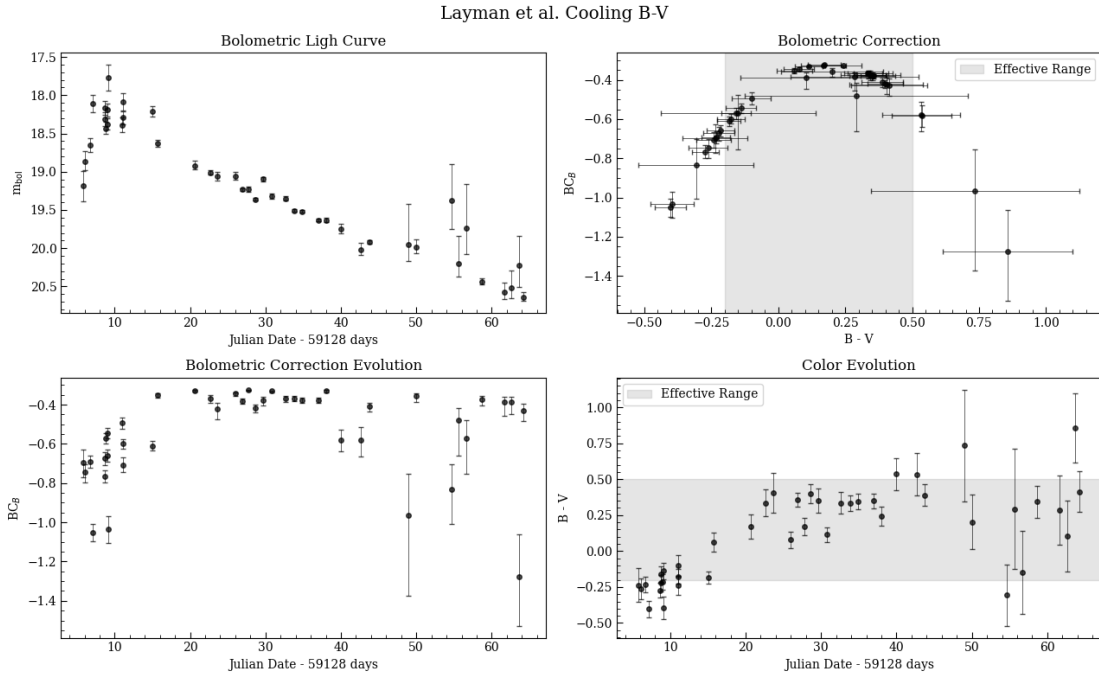 Layman et al. Cooling B-V
Bolometric Ligh Curve
17.5
18.0
18.5
19.0
19.5
20.0
20.5
m_bol
10 20 30 40 50 60
Julian Date - 59128 days
Bolometric Correction
Effective Range
−0.4
−0.6
−0.8
−1.0
−1.2
−1.4
BC_B
−0.50 −0.25 0.00 0.25 0.50 0.75 1.00
B - V
Bolometric Correction Evolution
−0.4
−0.6
−0.8
−1.0
−1.2
−1.4
BC_B
10 20 30 40 50 60
Julian Date - 59128 days
Color Evolution
Effective Range
1.00
0.75
0.50
0.25
0.00
−0.25
−0.50
B - V
10 20 30 40 50 60
Julian Date - 59128 days